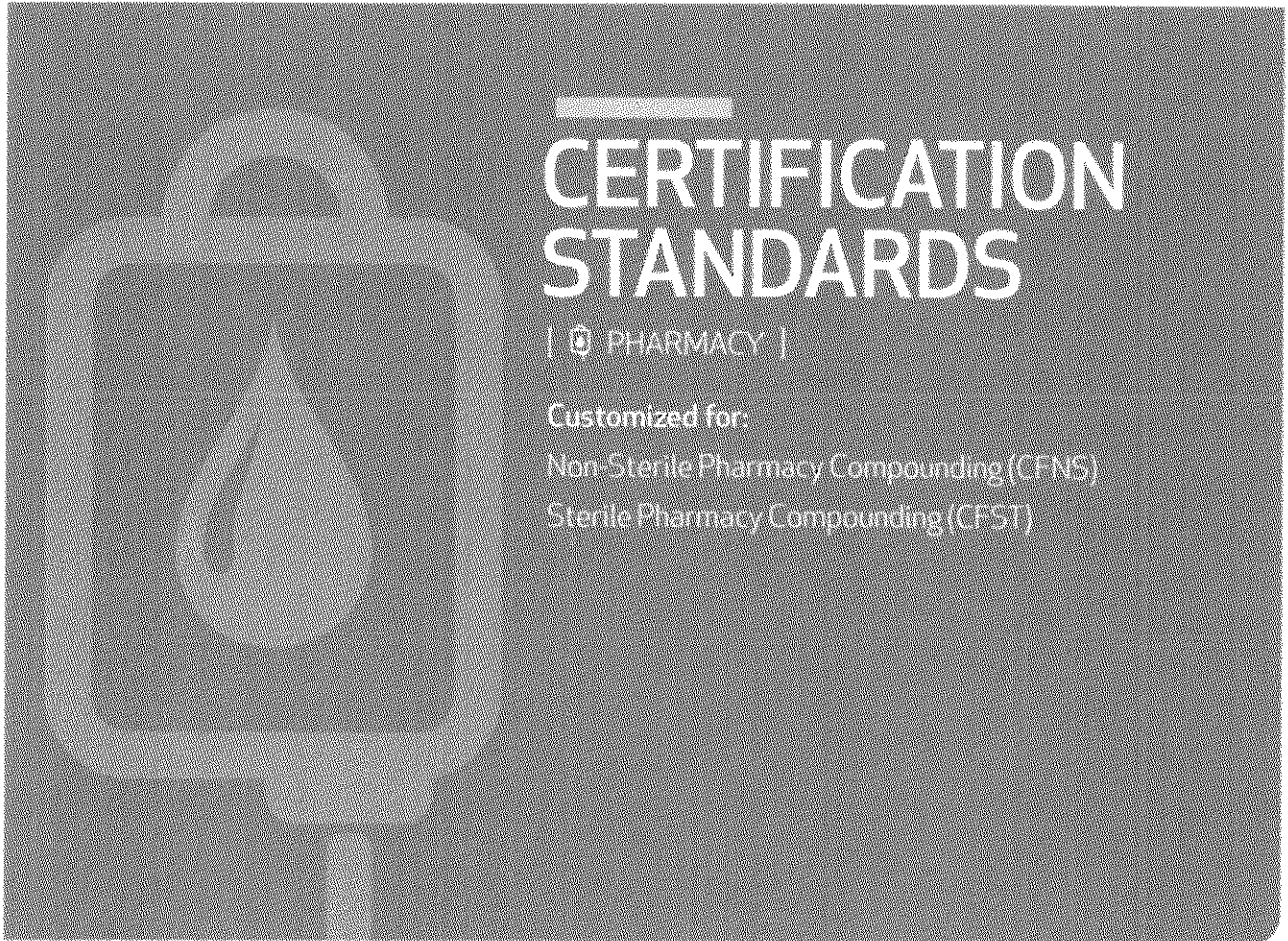 CERTIFICATION
STANDARDS
| PHARMACY |
Customized for:
Non-Sterile Pharmacy Compounding (CFNS)
Sterile Pharmacy Compounding (CFST)